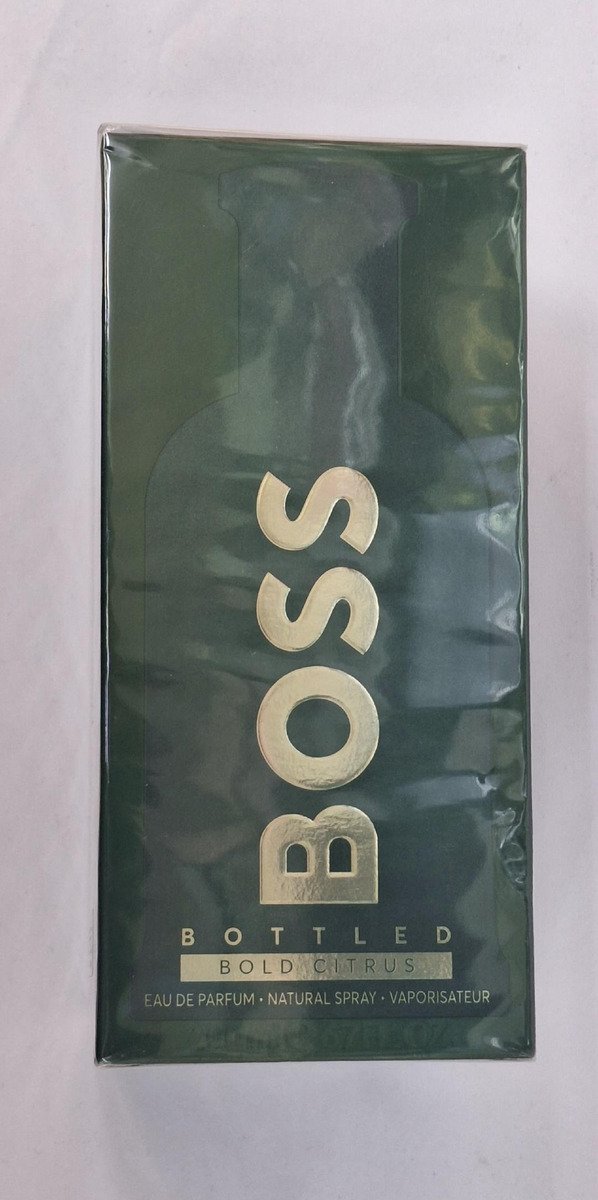 BOSS
BOTTLED
BOLD CITRUS
EAU DE PARFUM • NATURAL SPRAY • VAPORISATEUR